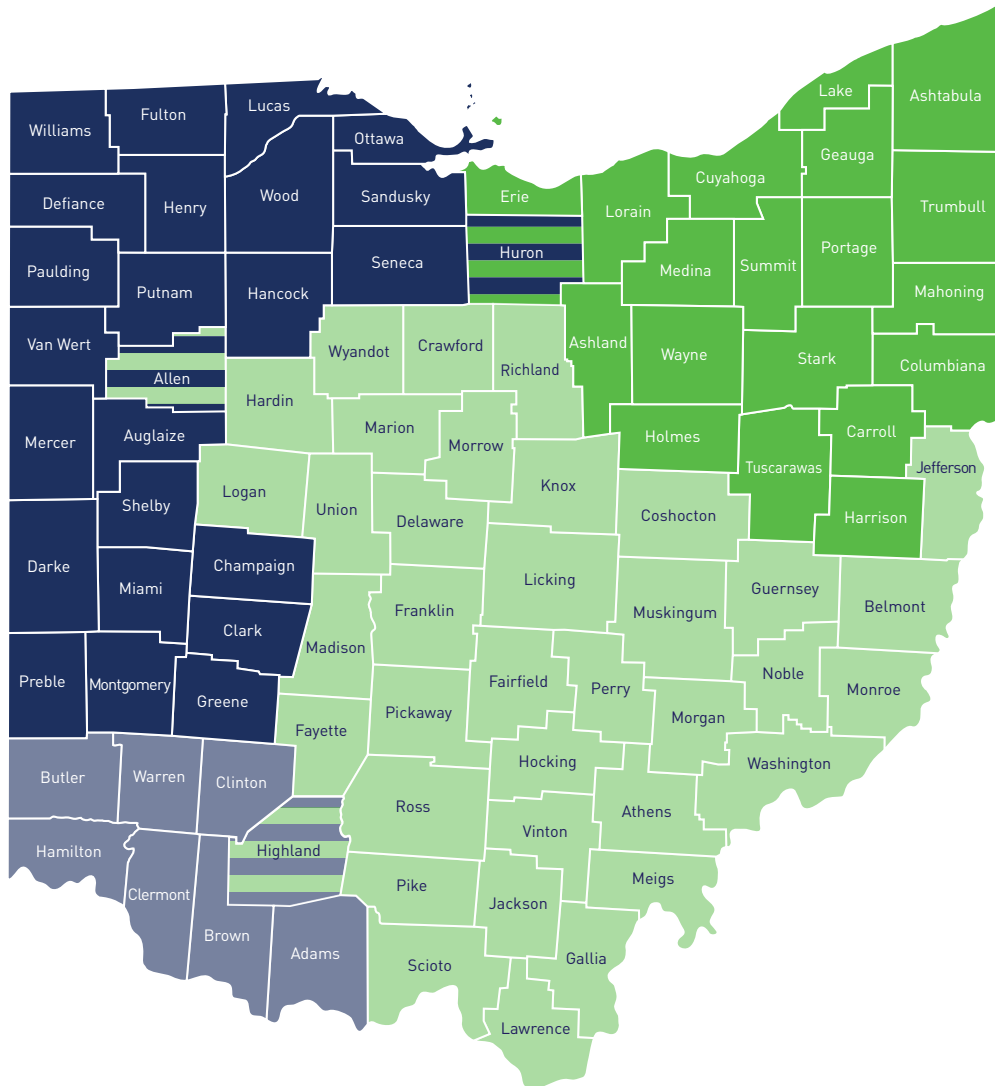 Lake
Ashtabula
Lucas
Fulton
Williams
Ottawa
Geauga
Cuyahoga
Erie
Wood
Sandusky
Defiance
Henry
Lorain
Trumbull
Huron
Portage
Seneca
Summit
Medina
Paulding
Putnam
Hancock
Mahoning
Van Wert
Wyandot
Crawford
Ashland
Wayne
Stark
Columbiana
Richland
Allen
Hardin
Marion
Carroll
Auglaize
Mercer
Holmes
Morrow
Tuscarawas
Jefferson
Logan
Knox
Shelby
Union
Coshocton
Harrison
Delaware
Darke
Champaign
Licking
Miami
Guernsey
Belmont
Franklin
Muskingum
Clark
Madison
Noble
Preble
Montgomery
Fairfield
Perry
Monroe
Greene
Pickaway
Morgan
Fayette
Hocking
Washington
Butler
Warren
Clinton
Ross
Athens
Vinton
Hamilton
Highland
Meigs
Pike
Clermont
Jackson
Brown
Adams
Scioto
Gallia
Lawrence